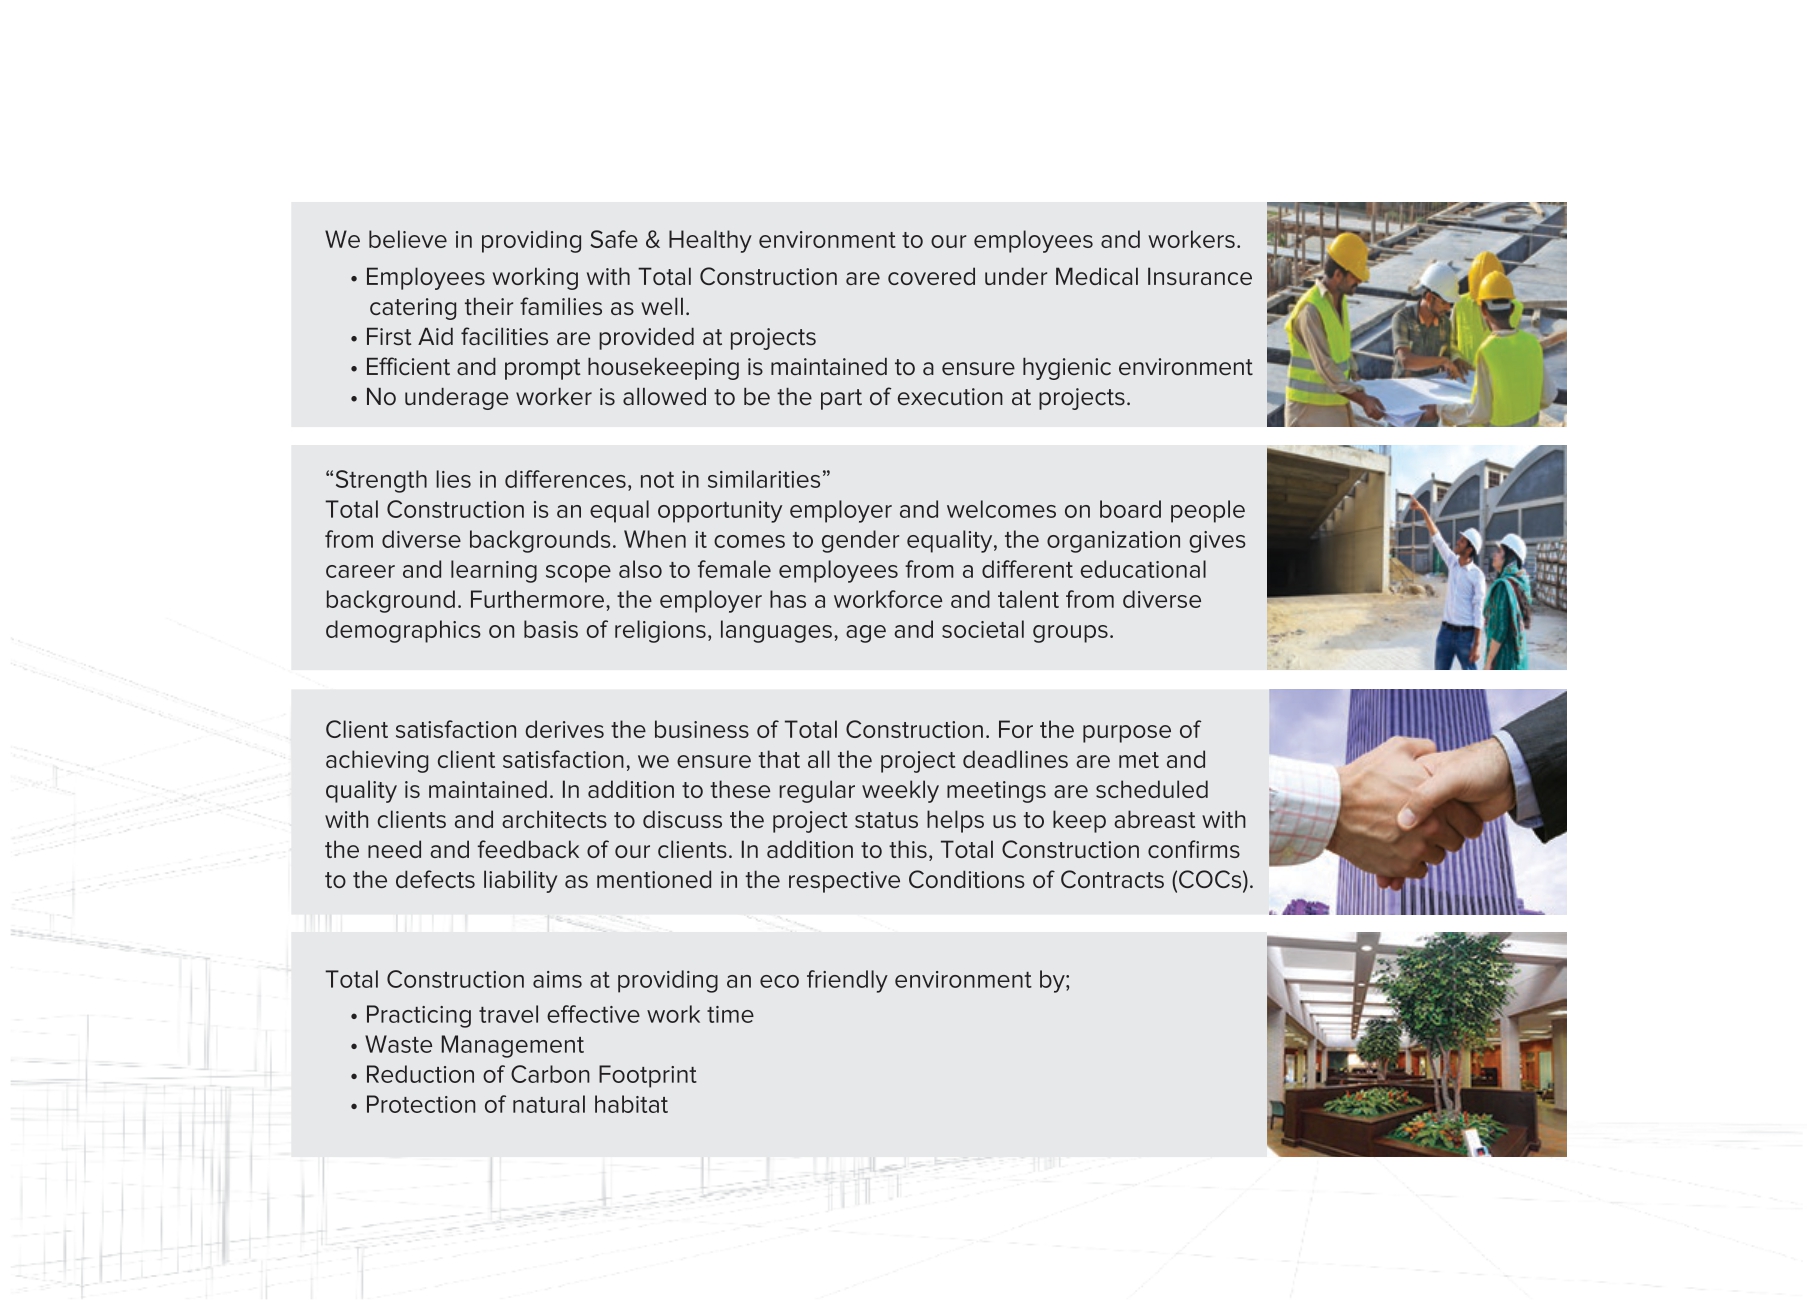 We believe in providing Safe & Healthy environment to our employees and workers.
• Employees working with Total Construction are covered under Medical Insurance
catering their families as well.
• First Aid facilities are provided at projects
• Efficient and prompt housekeeping is maintained to a ensure hygienic environment
• No underage worker is allowed to be the part of execution at projects.
“Strength lies in differences, not in similarities”
Total Construction is an equal opportunity employer and welcomes on board people
from diverse backgrounds. When it comes to gender equality, the organization gives
career and learning scope also to female employees from a different educational
background. Furthermore, the employer has a workforce and talent from diverse
demographics on basis of religions, languages, age and societal groups.
Client satisfaction derives the business of Total Construction. For the purpose of
achieving client satisfaction, we ensure that all the project deadlines are met and
quality is maintained. In addition to these regular weekly meetings are scheduled
with clients and architects to discuss the project status helps us to keep abreast with
the need and feedback of our clients. In addition to this, Total Construction confirms
to the defects liability as mentioned in the respective Conditions of Contracts (COCs).
Total Construction aims at providing an eco friendly environment by;
• Practicing travel effective work time
• Waste Management
• Reduction of Carbon Footprint
• Protection of natural habitat